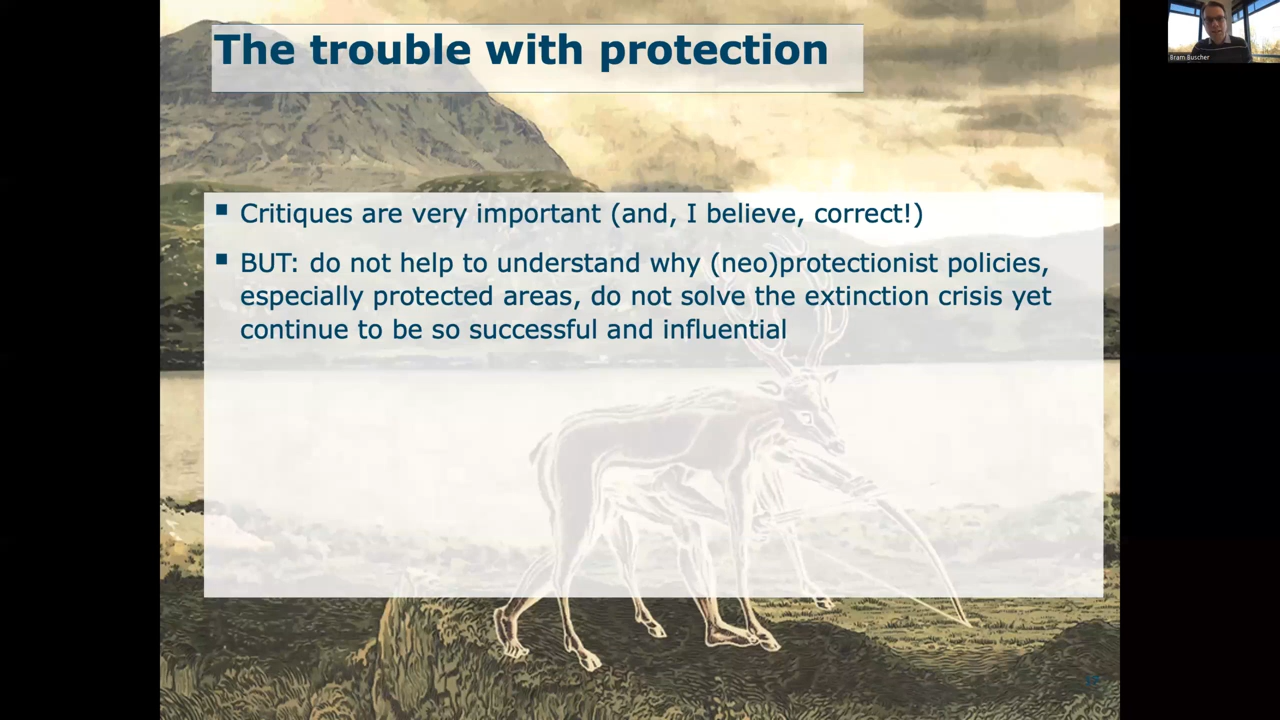 The trouble with protection
Bram Buscher
▪ Critiques are very important (and, I believe, correct!)
▪ BUT: do not help to understand why (neo)protectionist policies,
especially protected areas, do not solve the extinction crisis yet
continue to be so successful and influential